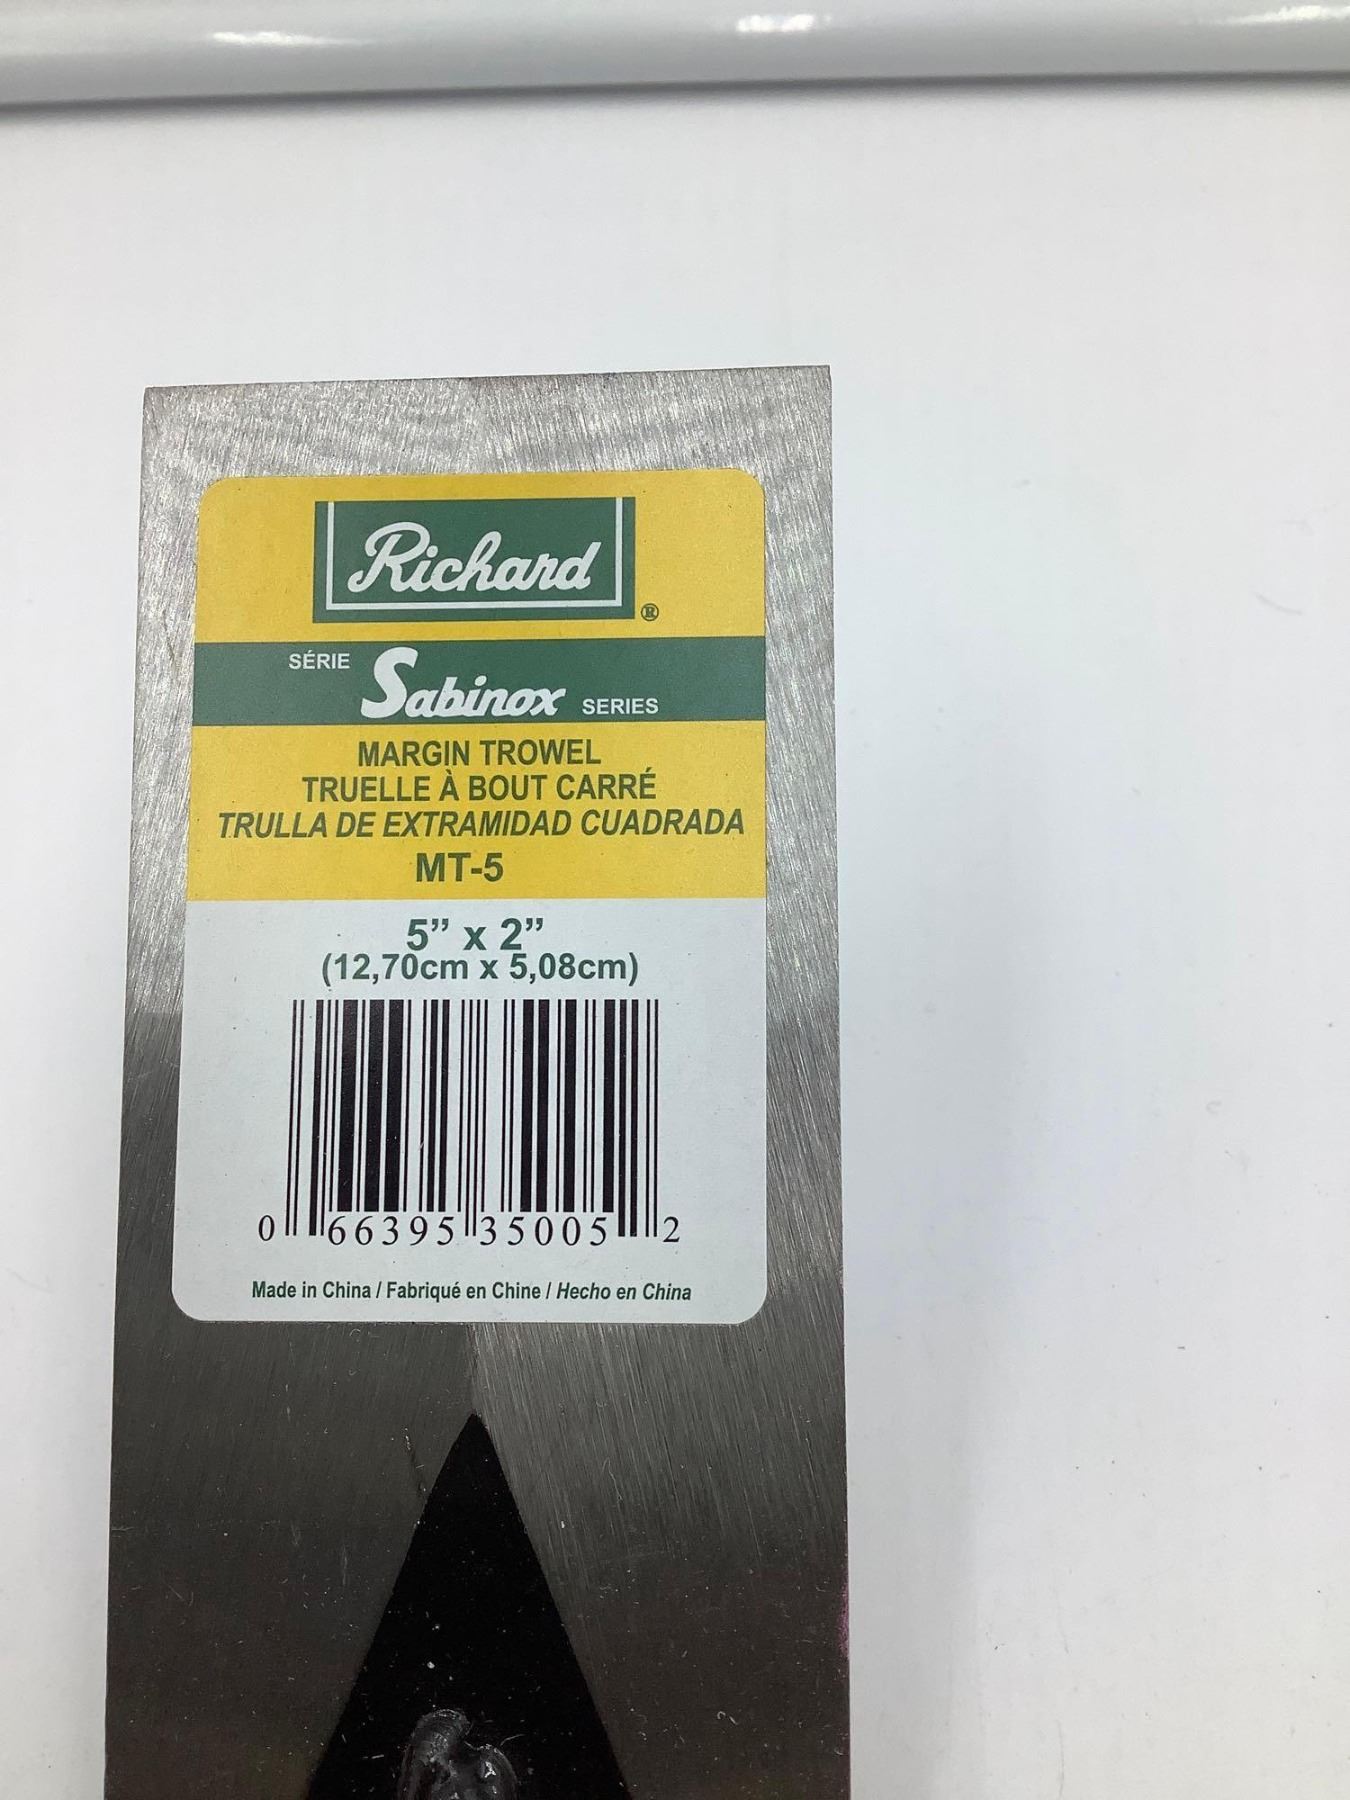 Richard®
SÉRIE Sabinox SERIES
MARGIN TROWEL
TRUELLE À BOUT CARRÉ
TRULLA DE EXTRAMIDAD CUADRADA
MT-5
5” x 2”
(12,70cm x 5,08cm)
0 66395 35005 2
Made in China / Fabriqué en Chine / Hecho en China